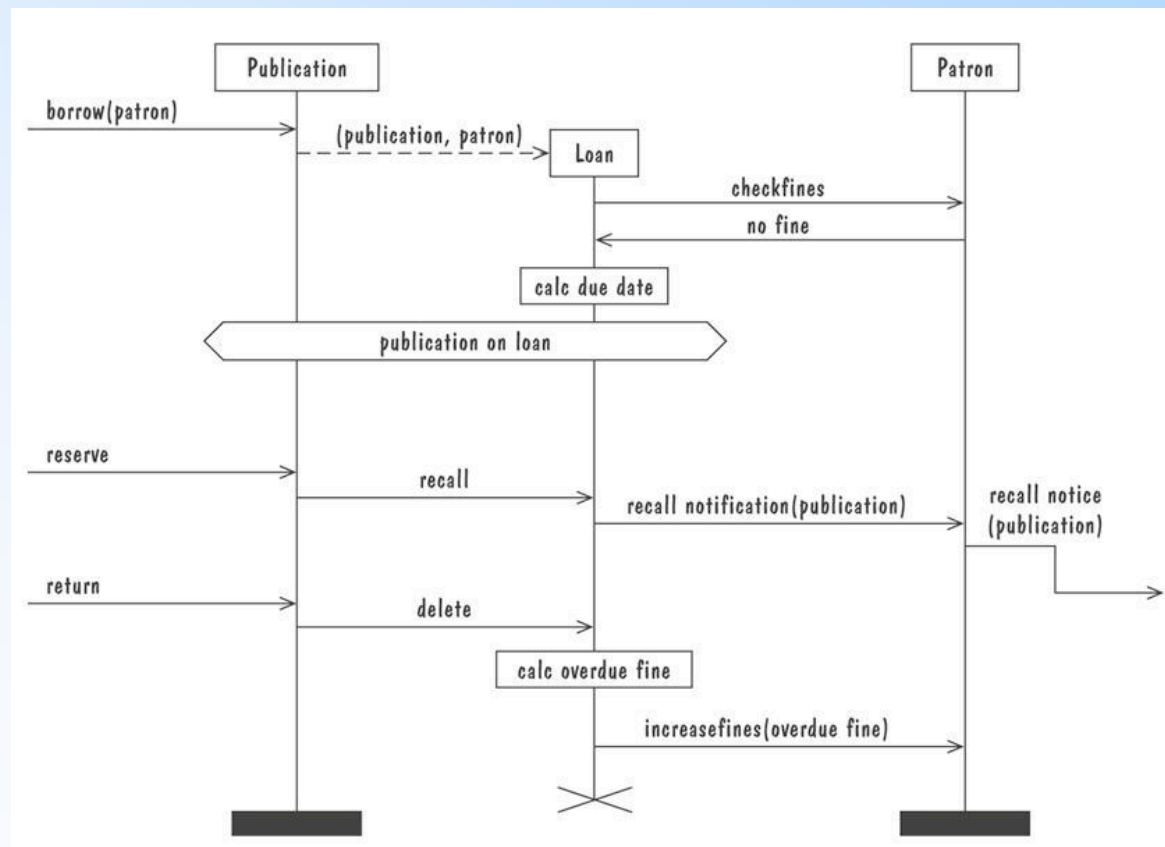 Publication
Patron
borrow(patron)
(publication, patron)
Loan
checkfines
no fine
calc due date
publication on loan
reserve
recall
recall notification(publication)
recall notice
(publication)
return
delete
calc overdue fine
increasefines(overdue fine)